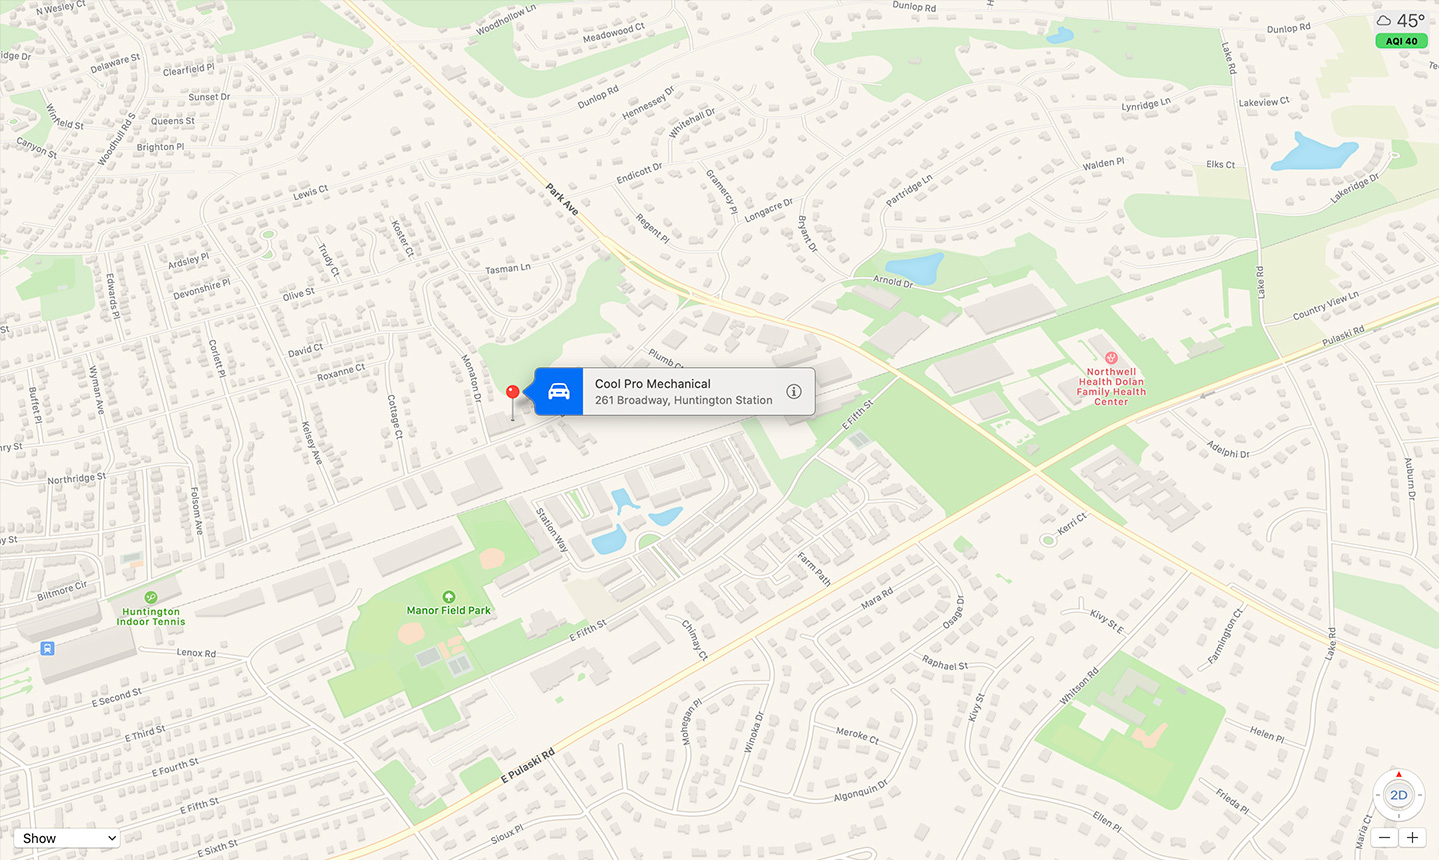 N Wesley Ct
Woodhollow Ln
Meadowcroft Ct
Dunlop Rd
Dunlop Rd
45°
AQI 40
Delaware St
Clearfield Pl
Sunset Dr
Winfield St
Queens St
Woodhull Rd S
Canyon St
Brighton Pl
Dunlop Rd
Hennessey Dr
Whitehall Dr
Lake Rd
Lynridge Ln
Lakeview Ct
Elks Ct
Walden Pl
Lakeridge Dr
Endicott Dr
Gramercy Pl
Partridge Ln
Lewis Ct
Park Ave
Longacre Dr
Regent Pl
Bryant Dr
Koster Ct
Trudy Ct
Ardsley Pl
Tasman Ln
Devonshire Pl
Edwards Pl
Olive St
Arnold Dr
Lake Rd
Country View Ln
Pulaski Rd
Corlett Pl
David Ct
Roxanne Ct
Monaton Dr
Plumb Ct
Wyman Ave
Buffet Pl
Cottage Ct
Kelsey Ave
Cool Pro Mechanical
261 Broadway, Huntington Station
Northwell
Health Dolan
Family Health
Center
E Fifth St
Adelphi Dr
Auburn Dr
Northridge St
Folsom Ave
Station Way
Kerri Ct
Farm Path
Biltmore Cir
Huntington
Indoor Tennis
Manor Field Park
Mara Rd
Osage Dr
Kivy St E
Farmington Ct
E Fifth St
Chilmay Ct
Lenox Rd
Raphael St
Lake Rd
Whitson Rd
E Second St
Kivy St
Mohegan Pl
Winoka Dr
E Third St
Meroke Ct
Helen Pl
E Pulaski Rd
E Fourth St
Algonquin Dr
Frieda Pl
2D
E Fifth St
Ellen Pl
Maria Ct
Sioux Pl
Show
E Sixth St